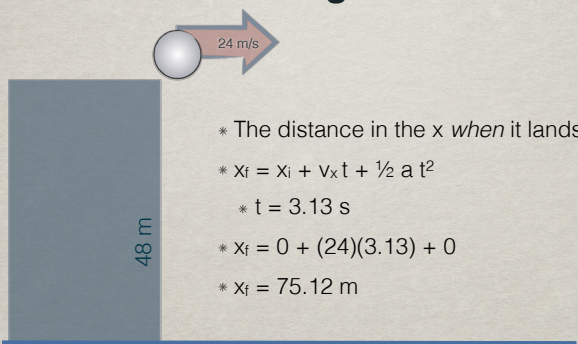 24 m/s
* The distance in the x when it lands
* xf = xi + vx t + ½ a t²
* t = 3.13 s
* xf = 0 + (24)(3.13) + 0
* xf = 75.12 m
48 m